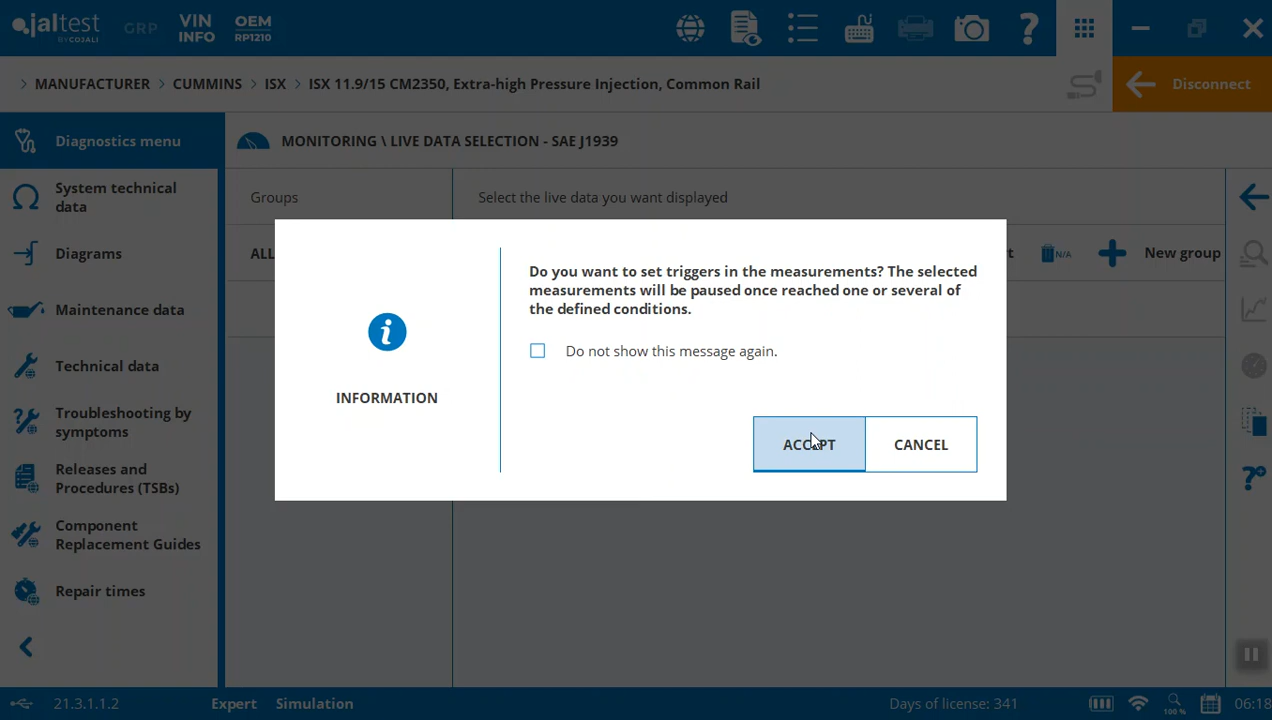 jaltest
BY COJALI
GRP
VIN
INFO
OEM
RP1210
> MANUFACTURER > CUMMINS > ISX > ISX 11.9/15 CM2350, Extra-high Pressure Injection, Common Rail
Disconnect
Diagnostics menu
MONITORING \ LIVE DATA SELECTION - SAE J1939
System technical
data
Diagrams
Maintenance data
Technical data
Troubleshooting by
symptoms
Releases and
Procedures (TSBs)
Component
Replacement Guides
Repair times
Groups
Select the live data you want displayed
ALL
N/A
New group
Do you want to set triggers in the measurements? The selected
measurements will be paused once reached one or several of
the defined conditions.
Do not show this message again.
INFORMATION
ACCEPT
CANCEL
21.3.1.1.2
Expert
Simulation
Days of license: 341
100 %
06:18